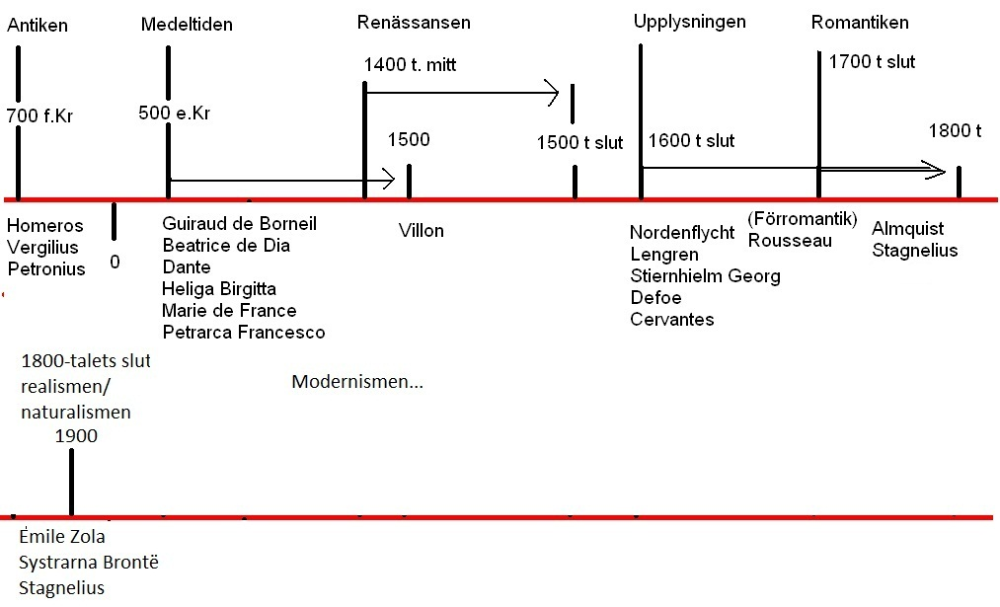 Antiken
Medeltiden
Renässansen
Upplysningen
Romantiken
1400 t. mitt
1700 t slut
700 f.Kr
500 e.Kr
1500
1500 t slut
1600 t slut
1800 t
Homeros
Vergilius
Petronius
0
Guiraud de Borneil
Beatrice de Dia
Dante
Heliga Birgitta
Marie de France
Petrarca Francesco
Villon
Nordenflycht
Lengren
Stiernhielm Georg
Defoe
Cervantes
(Förromantik)
Rousseau
Almquist
Stagnelius
1800-talets slut
realismen/
naturalismen
1900
Modernismen...
Émile Zola
Systrarna Brontë
Stagnelius